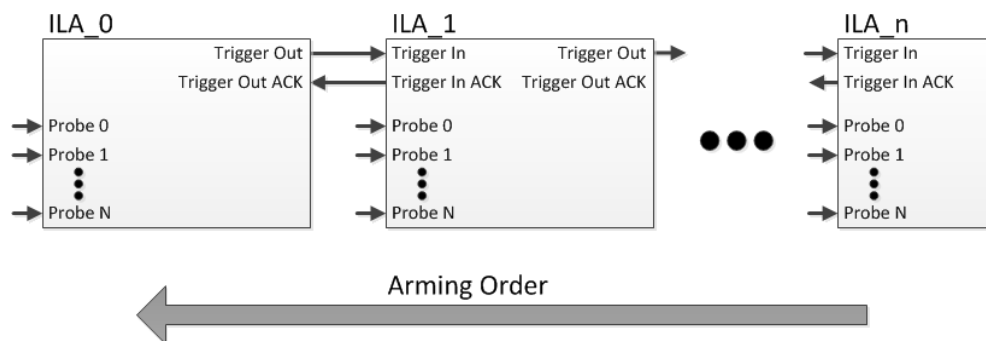 ILA_0
Trigger Out
Trigger Out ACK
Probe 0
Probe 1
Probe N
ILA_1
Trigger In
Trigger Out
Trigger In ACK
Trigger Out ACK
Probe 0
Probe 1
Probe N
ILA_n
Trigger In
Trigger In ACK
Probe 0
Probe 1
Probe N
Arming Order